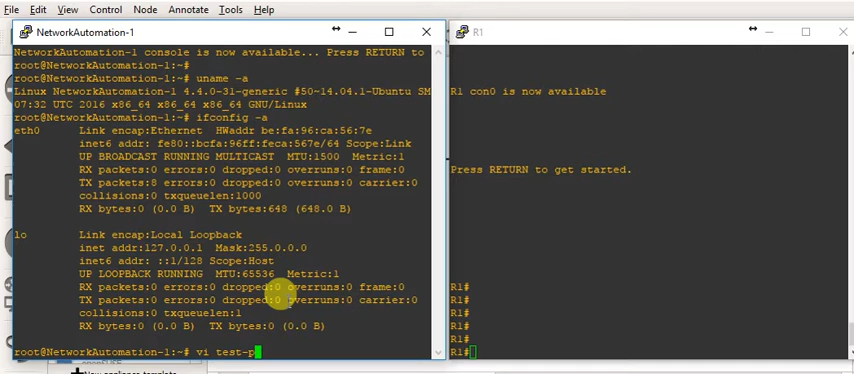 File Edit View Control Node Annotate Tools Help
NetworkAutomation-1
NetworkAutomation-1 console is now available... Press RETURN to
root@NetworkAutomation-1:~#
root@NetworkAutomation-1:~# uname -a
Linux NetworkAutomation-1 4.4.0-31-generic #50~14.04.1-Ubuntu SM
07:32 UTC 2016 x86_64 x86_64 x86_64 GNU/Linux
root@NetworkAutomation-1:~# ifconfig -a
eth0 Link encap:Ethernet HWaddr be:fa:96:ca:56:7e
inet6 addr: fe80::bcfa:96ff:feca:567e/64 Scope:Link
UP BROADCAST RUNNING MULTICAST MTU:1500 Metric:1
RX packets:0 errors:0 dropped:0 overruns:0 frame:0
TX packets:8 errors:0 dropped:0 overruns:0 carrier:0
collisions:0 txqueuelen:1000
RX bytes:0 (0.0 B) TX bytes:648 (648.0 B)
lo Link encap:Local Loopback
inet addr:127.0.0.1 Mask:255.0.0.0
inet6 addr: ::1/128 Scope:Host
UP LOOPBACK RUNNING MTU:65536 Metric:1
RX packets:0 errors:0 dropped:0 overruns:0 frame:0
TX packets:0 errors:0 dropped:0 overruns:0 carrier:0
collisions:0 txqueuelen:1
RX bytes:0 (0.0 B) TX bytes:0 (0.0 B)
root@NetworkAutomation-1:~# vi test-p
R1
R1 con0 is now available
Press RETURN to get started.
R1#
R1#
R1#
R1#
R1#
R1#
New appliance template